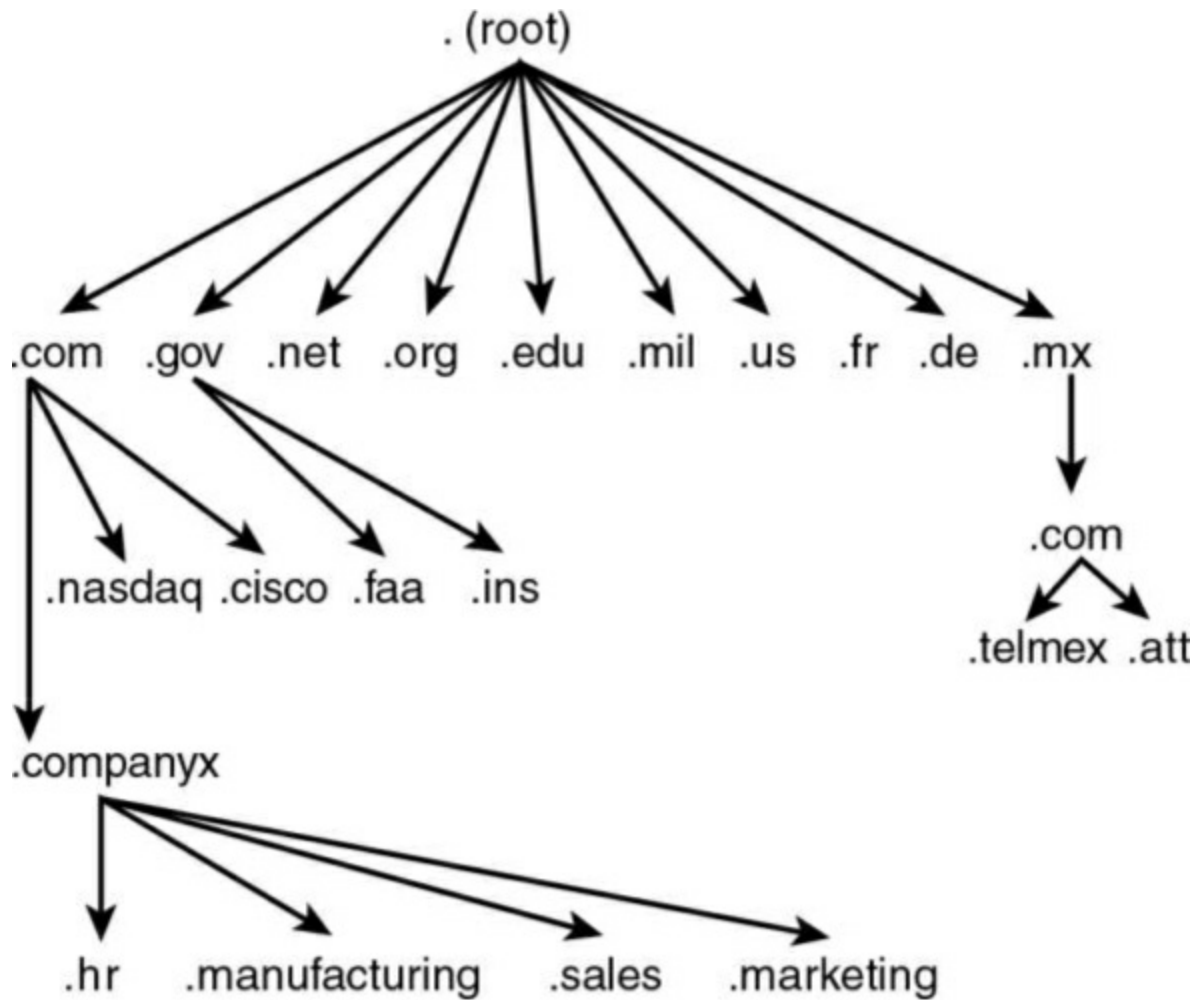 . (root)
.com .gov .net .org .edu .mil .us .fr .de .mx
.com
.nasdaq .cisco .faa .ins
.telmex .att
.companyx
.hr .manufacturing .sales .marketing